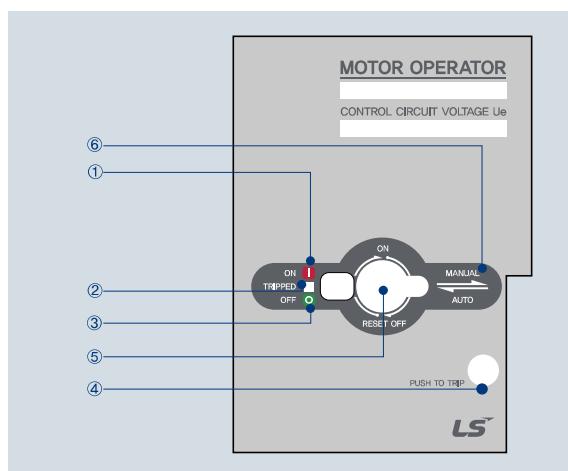 MOTOR OPERATOR
CONTROL CIRCUIT VOLTAGE Ue
⑥
①
ON
ON I
MANUAL
② TRIPPED
OFF O
AUTO
③
RESET OFF
⑤
PUSH TO TRIP
④
LS